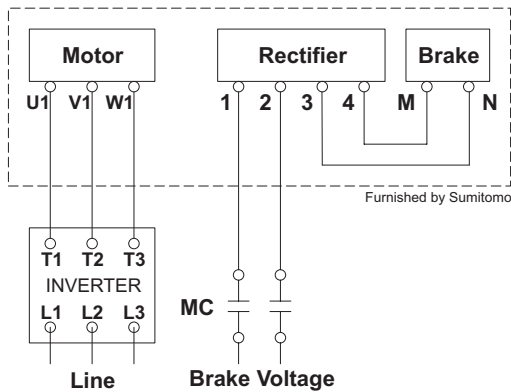 Motor Rectifier Brake
U1 V1 W1 1 2 3 4 M N
Furnished by Sumitomo
T1 T2 T3
INVERTER
L1 L2 L3
MC
Line Brake Voltage